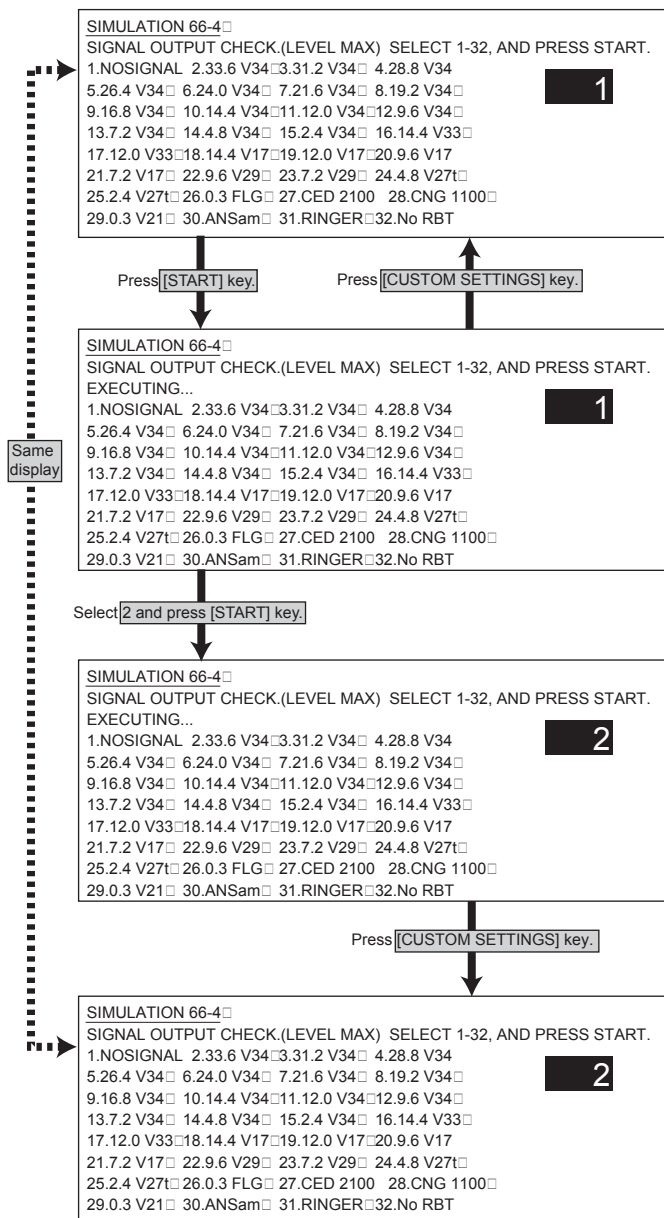 SIMULATION 66-4□
SIGNAL OUTPUT CHECK.(LEVEL MAX) SELECT 1-32, AND PRESS START.
1.NOSIGNAL 2.33.6 V34□3.31.2 V34□ 4.28.8 V34
5.26.4 V34□ 6.24.0 V34□ 7.21.6 V34□ 8.19.2 V34□
1
9.16.8 V34□ 10.14.4 V34□11.12.0 V34□12.9.6 V34□
13.7.2 V34□ 14.4.8 V34□ 15.2.4 V34□ 16.14.4 V33□
17.12.0 V33□18.14.4 V17□19.12.0 V17□20.9.6 V17
21.7.2 V17□ 22.9.6 V29□ 23.7.2 V29□ 24.4.8 V27t□
25.2.4 V27t□ 26.0.3 FLG□ 27.CED 2100 28.CNG 1100□
29.0.3 V21□ 30.ANSam□ 31.RINGER□32.No RBT
Press [START] key.
Press [CUSTOM SETTINGS] key.
SIMULATION 66-4□
SIGNAL OUTPUT CHECK.(LEVEL MAX) SELECT 1-32, AND PRESS START.
EXECUTING...
1.NOSIGNAL 2.33.6 V34□3.31.2 V34□ 4.28.8 V34
1
5.26.4 V34□ 6.24.0 V34□ 7.21.6 V34□ 8.19.2 V34□
9.16.8 V34□ 10.14.4 V34□11.12.0 V34□12.9.6 V34□
13.7.2 V34□ 14.4.8 V34□ 15.2.4 V34□ 16.14.4 V33□
17.12.0 V33□18.14.4 V17□19.12.0 V17□20.9.6 V17
21.7.2 V17□ 22.9.6 V29□ 23.7.2 V29□ 24.4.8 V27t□
25.2.4 V27t□ 26.0.3 FLG□ 27.CED 2100 28.CNG 1100□
29.0.3 V21□ 30.ANSam□ 31.RINGER□32.No RBT
Same
display
Select 2 and press [START] key.
SIMULATION 66-4□
SIGNAL OUTPUT CHECK.(LEVEL MAX) SELECT 1-32, AND PRESS START.
EXECUTING...
1.NOSIGNAL 2.33.6 V34□3.31.2 V34□ 4.28.8 V34
2
5.26.4 V34□ 6.24.0 V34□ 7.21.6 V34□ 8.19.2 V34□
9.16.8 V34□ 10.14.4 V34□11.12.0 V34□12.9.6 V34□
13.7.2 V34□ 14.4.8 V34□ 15.2.4 V34□ 16.14.4 V33□
17.12.0 V33□18.14.4 V17□19.12.0 V17□20.9.6 V17
21.7.2 V17□ 22.9.6 V29□ 23.7.2 V29□ 24.4.8 V27t□
25.2.4 V27t□ 26.0.3 FLG□ 27.CED 2100 28.CNG 1100□
29.0.3 V21□ 30.ANSam□ 31.RINGER□32.No RBT
Press [CUSTOM SETTINGS] key.
SIMULATION 66-4□
SIGNAL OUTPUT CHECK.(LEVEL MAX) SELECT 1-32, AND PRESS START.
1.NOSIGNAL 2.33.6 V34□3.31.2 V34□ 4.28.8 V34
5.26.4 V34□ 6.24.0 V34□ 7.21.6 V34□ 8.19.2 V34□
2
9.16.8 V34□ 10.14.4 V34□11.12.0 V34□12.9.6 V34□
13.7.2 V34□ 14.4.8 V34□ 15.2.4 V34□ 16.14.4 V33□
17.12.0 V33□18.14.4 V17□19.12.0 V17□20.9.6 V17
21.7.2 V17□ 22.9.6 V29□ 23.7.2 V29□ 24.4.8 V27t□
25.2.4 V27t□ 26.0.3 FLG□ 27.CED 2100 28.CNG 1100□
29.0.3 V21□ 30.ANSam□ 31.RINGER□32.No RBT